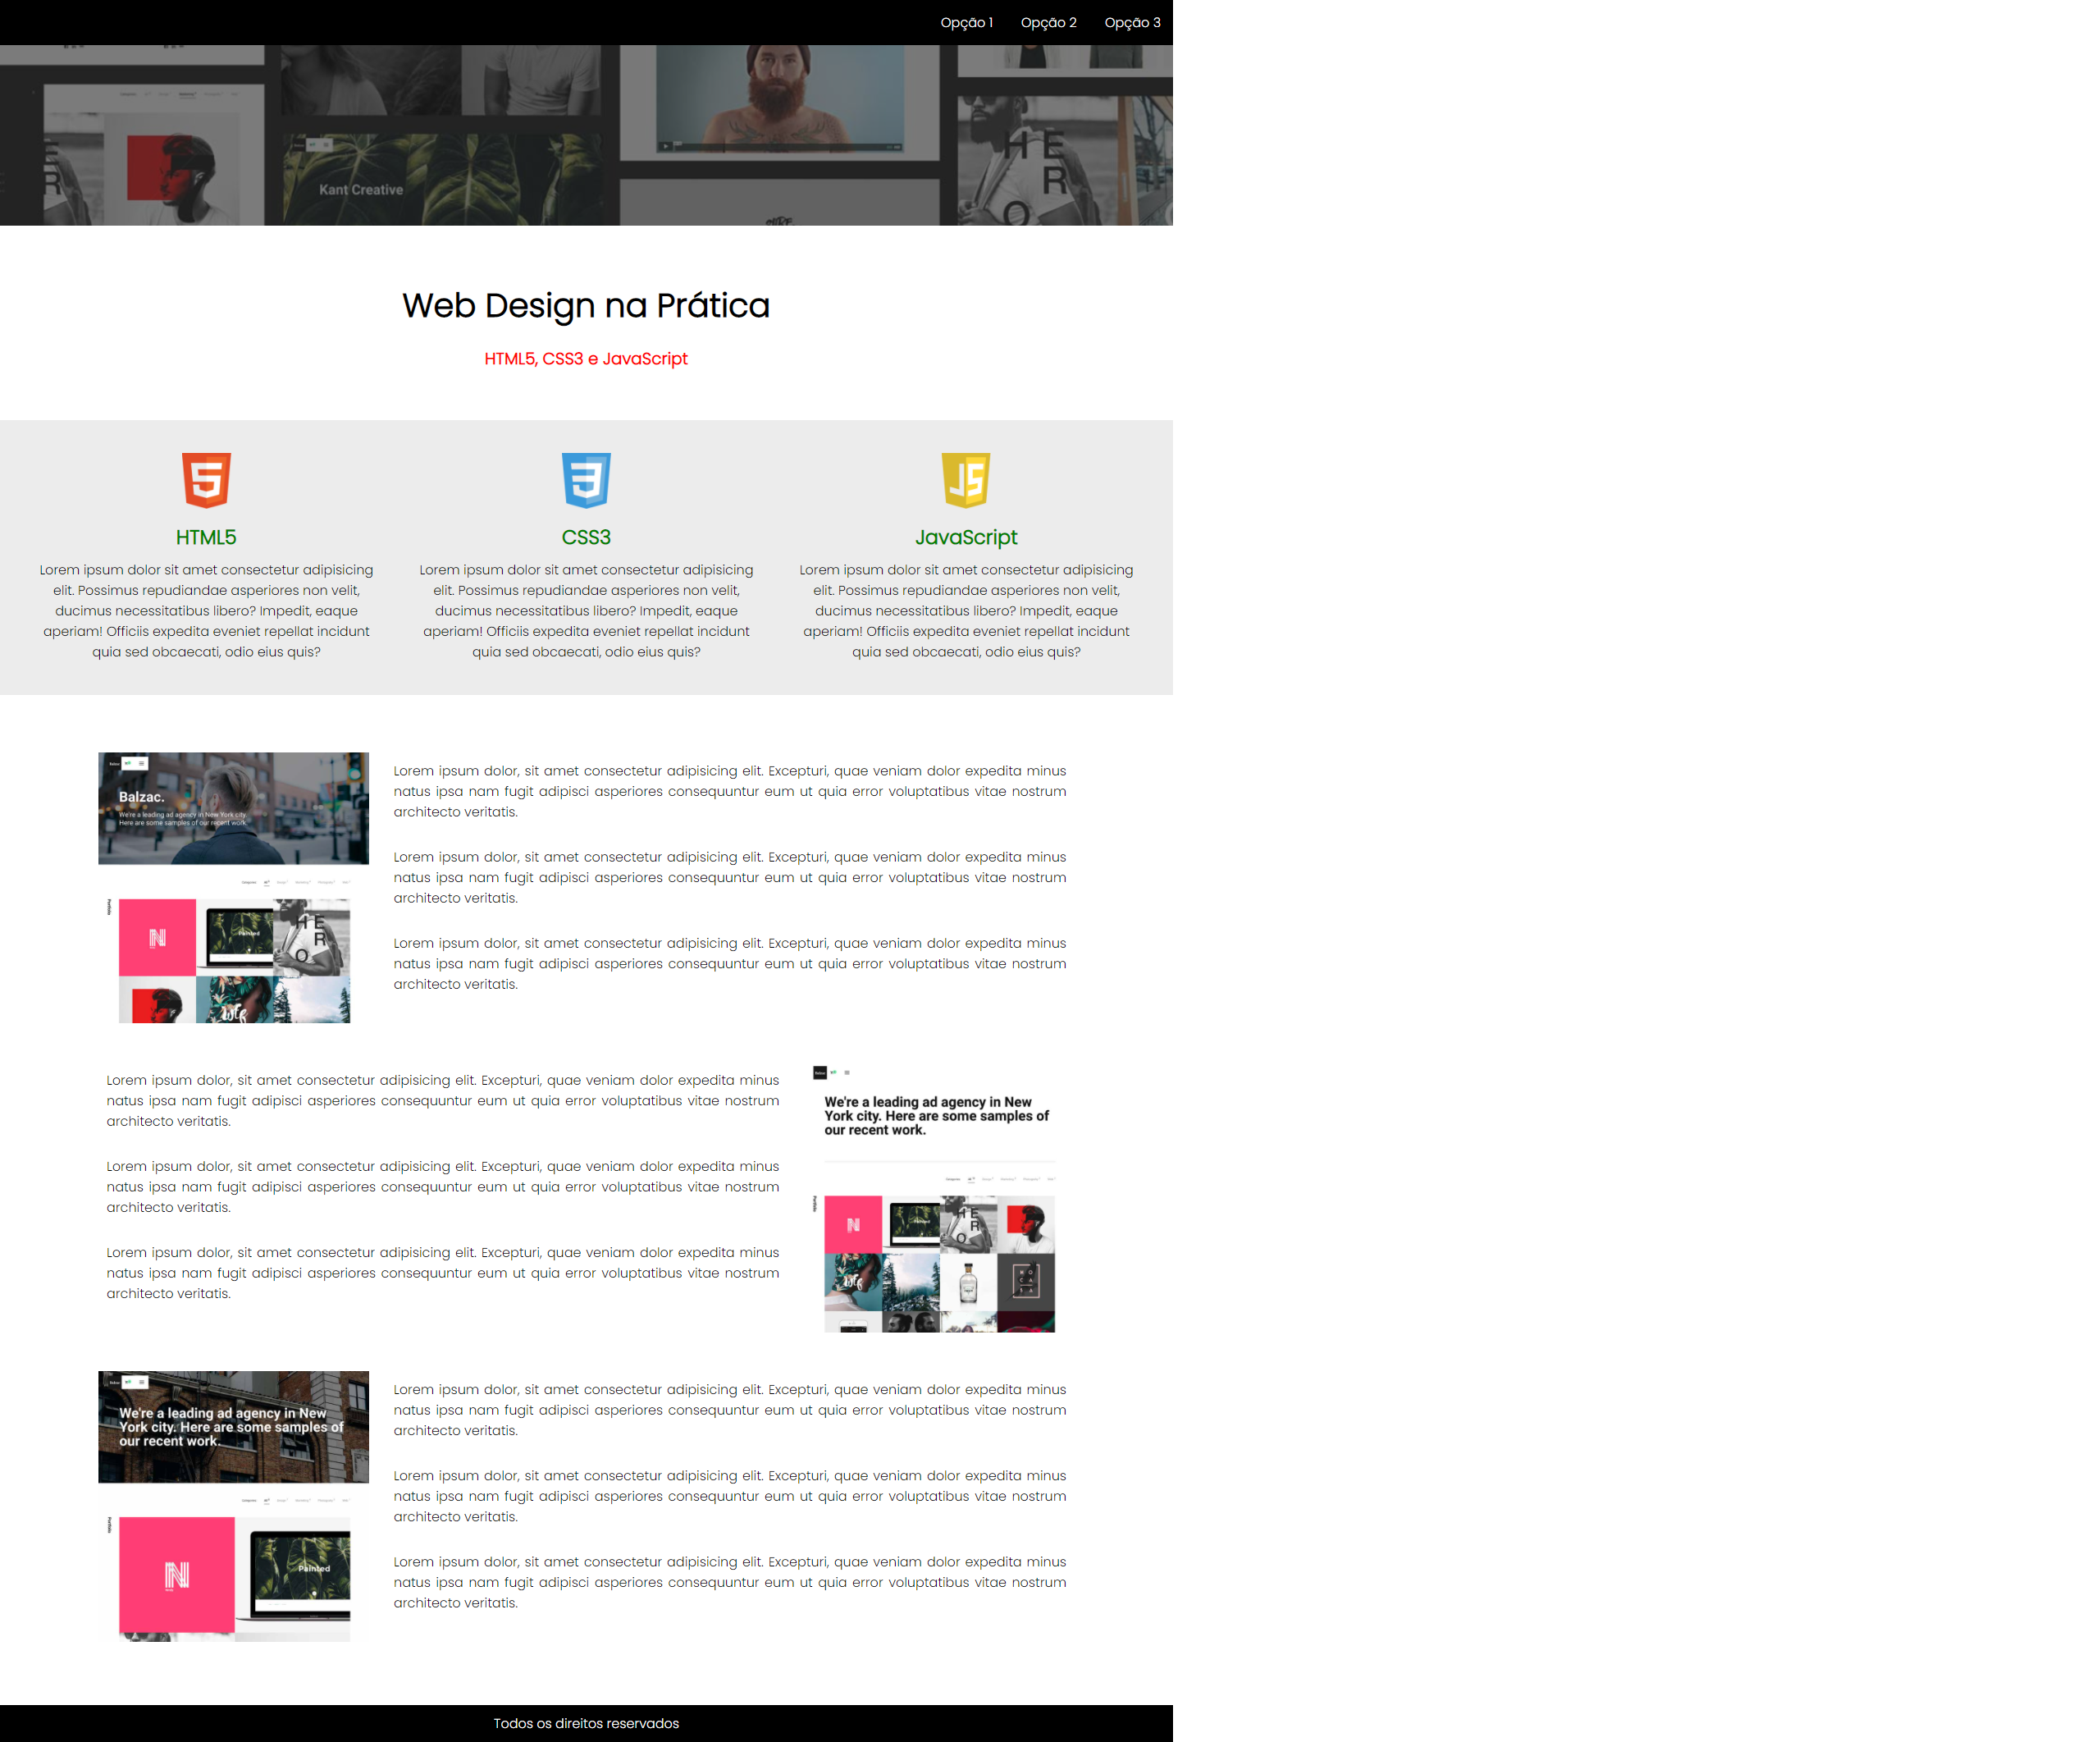 Opção 1 Opção 2 Opção 3
Kant Creative
HE
R
O
SURF
Web Design na Prática
HTML5, CSS3 e JavaScript
5
3
JS
HTML5
CSS3
JavaScript
Lorem ipsum dolor sit amet consectetur adipisicing
elit. Possimus repudiandae asperiores non velit,
ducimus necessitatibus libero? Impedit, eaque
aperiam! Officiis expedita eveniet repellat incidunt
quia sed obcaecati, odio eius quis?
Lorem ipsum dolor sit amet consectetur adipisicing
elit. Possimus repudiandae asperiores non velit,
ducimus necessitatibus libero? Impedit, eaque
aperiam! Officiis expedita eveniet repellat incidunt
quia sed obcaecati, odio eius quis?
Lorem ipsum dolor sit amet consectetur adipisicing
elit. Possimus repudiandae asperiores non velit,
ducimus necessitatibus libero? Impedit, eaque
aperiam! Officiis expedita eveniet repellat incidunt
quia sed obcaecati, odio eius quis?
Balzac.
We're a leading ad agency in New York city.
Here are some samples of our recent work.
Portfolio
N
Painted
HE
R
O
wtf
Lorem ipsum dolor, sit amet consectetur adipisicing elit. Excepturi, quae veniam dolor expedita minus
natus ipsa nam fugit adipisci asperiores consequuntur eum ut quia error voluptatibus vitae nostrum
architecto veritatis.
Lorem ipsum dolor, sit amet consectetur adipisicing elit. Excepturi, quae veniam dolor expedita minus
natus ipsa nam fugit adipisci asperiores consequuntur eum ut quia error voluptatibus vitae nostrum
architecto veritatis.
Lorem ipsum dolor, sit amet consectetur adipisicing elit. Excepturi, quae veniam dolor expedita minus
natus ipsa nam fugit adipisci asperiores consequuntur eum ut quia error voluptatibus vitae nostrum
architecto veritatis.
Lorem ipsum dolor, sit amet consectetur adipisicing elit. Excepturi, quae veniam dolor expedita minus
natus ipsa nam fugit adipisci asperiores consequuntur eum ut quia error voluptatibus vitae nostrum
architecto veritatis.
Lorem ipsum dolor, sit amet consectetur adipisicing elit. Excepturi, quae veniam dolor expedita minus
natus ipsa nam fugit adipisci asperiores consequuntur eum ut quia error voluptatibus vitae nostrum
architecto veritatis.
Lorem ipsum dolor, sit amet consectetur adipisicing elit. Excepturi, quae veniam dolor expedita minus
natus ipsa nam fugit adipisci asperiores consequuntur eum ut quia error voluptatibus vitae nostrum
architecto veritatis.
We're a leading ad agency in New
York city. Here are some samples of
our recent work.
Portfolio
N
Painted
HE
R
O
wtf
We're a leading ad agency in New
York city. Here are some samples of
our recent work.
Portfolio
N
Painted
Lorem ipsum dolor, sit amet consectetur adipisicing elit. Excepturi, quae veniam dolor expedita minus
natus ipsa nam fugit adipisci asperiores consequuntur eum ut quia error voluptatibus vitae nostrum
architecto veritatis.
Lorem ipsum dolor, sit amet consectetur adipisicing elit. Excepturi, quae veniam dolor expedita minus
natus ipsa nam fugit adipisci asperiores consequuntur eum ut quia error voluptatibus vitae nostrum
architecto veritatis.
Lorem ipsum dolor, sit amet consectetur adipisicing elit. Excepturi, quae veniam dolor expedita minus
natus ipsa nam fugit adipisci asperiores consequuntur eum ut quia error voluptatibus vitae nostrum
architecto veritatis.
Todos os direitos reservados